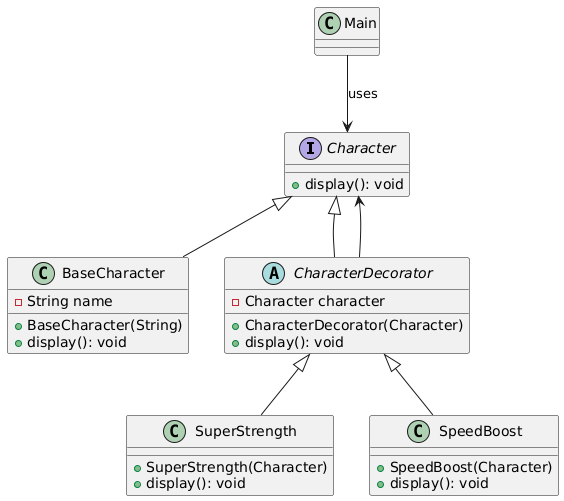 C Main
uses
I Character
display(): void
C BaseCharacter
String name
BaseCharacter(String)
display(): void
A CharacterDecorator
Character character
CharacterDecorator(Character)
display(): void
C SuperStrength
SuperStrength(Character)
display(): void
C SpeedBoost
SpeedBoost(Character)
display(): void